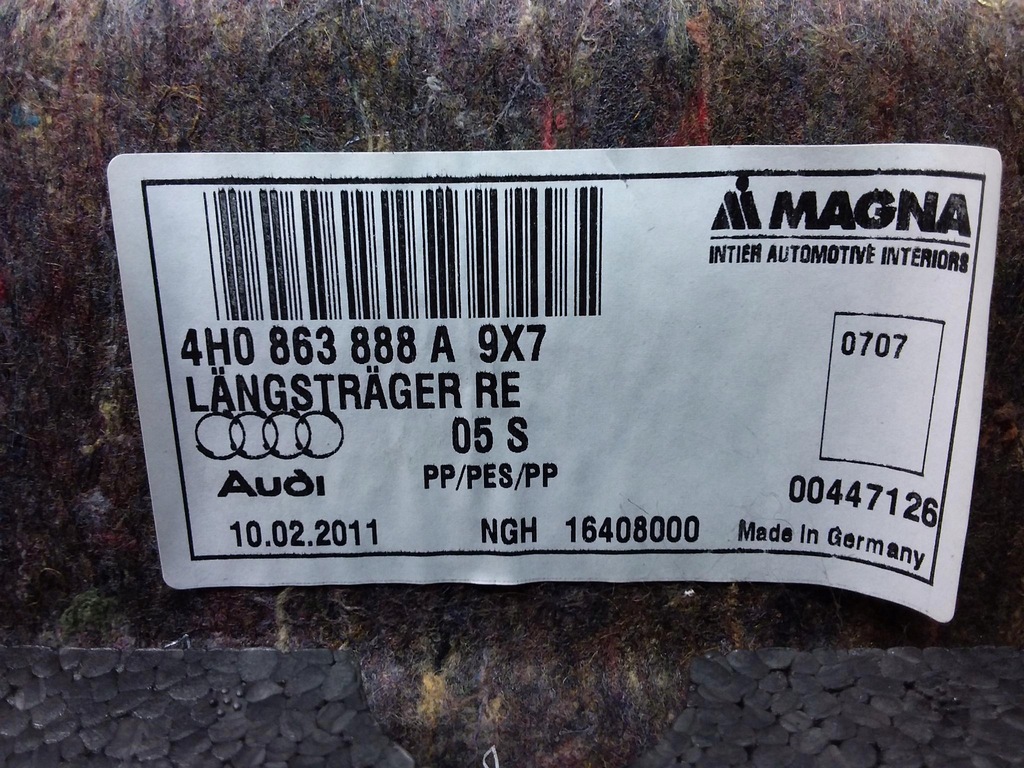 MAGNA
INTIER AUTOMOTIVE INTERIORS
4H0 863 888 A 9X7
LÄNGSTRÄGER RE
0707
05 S
Audi
PP/PES/PP
00447126
10.02.2011 NGH 16408000 Made in Germany